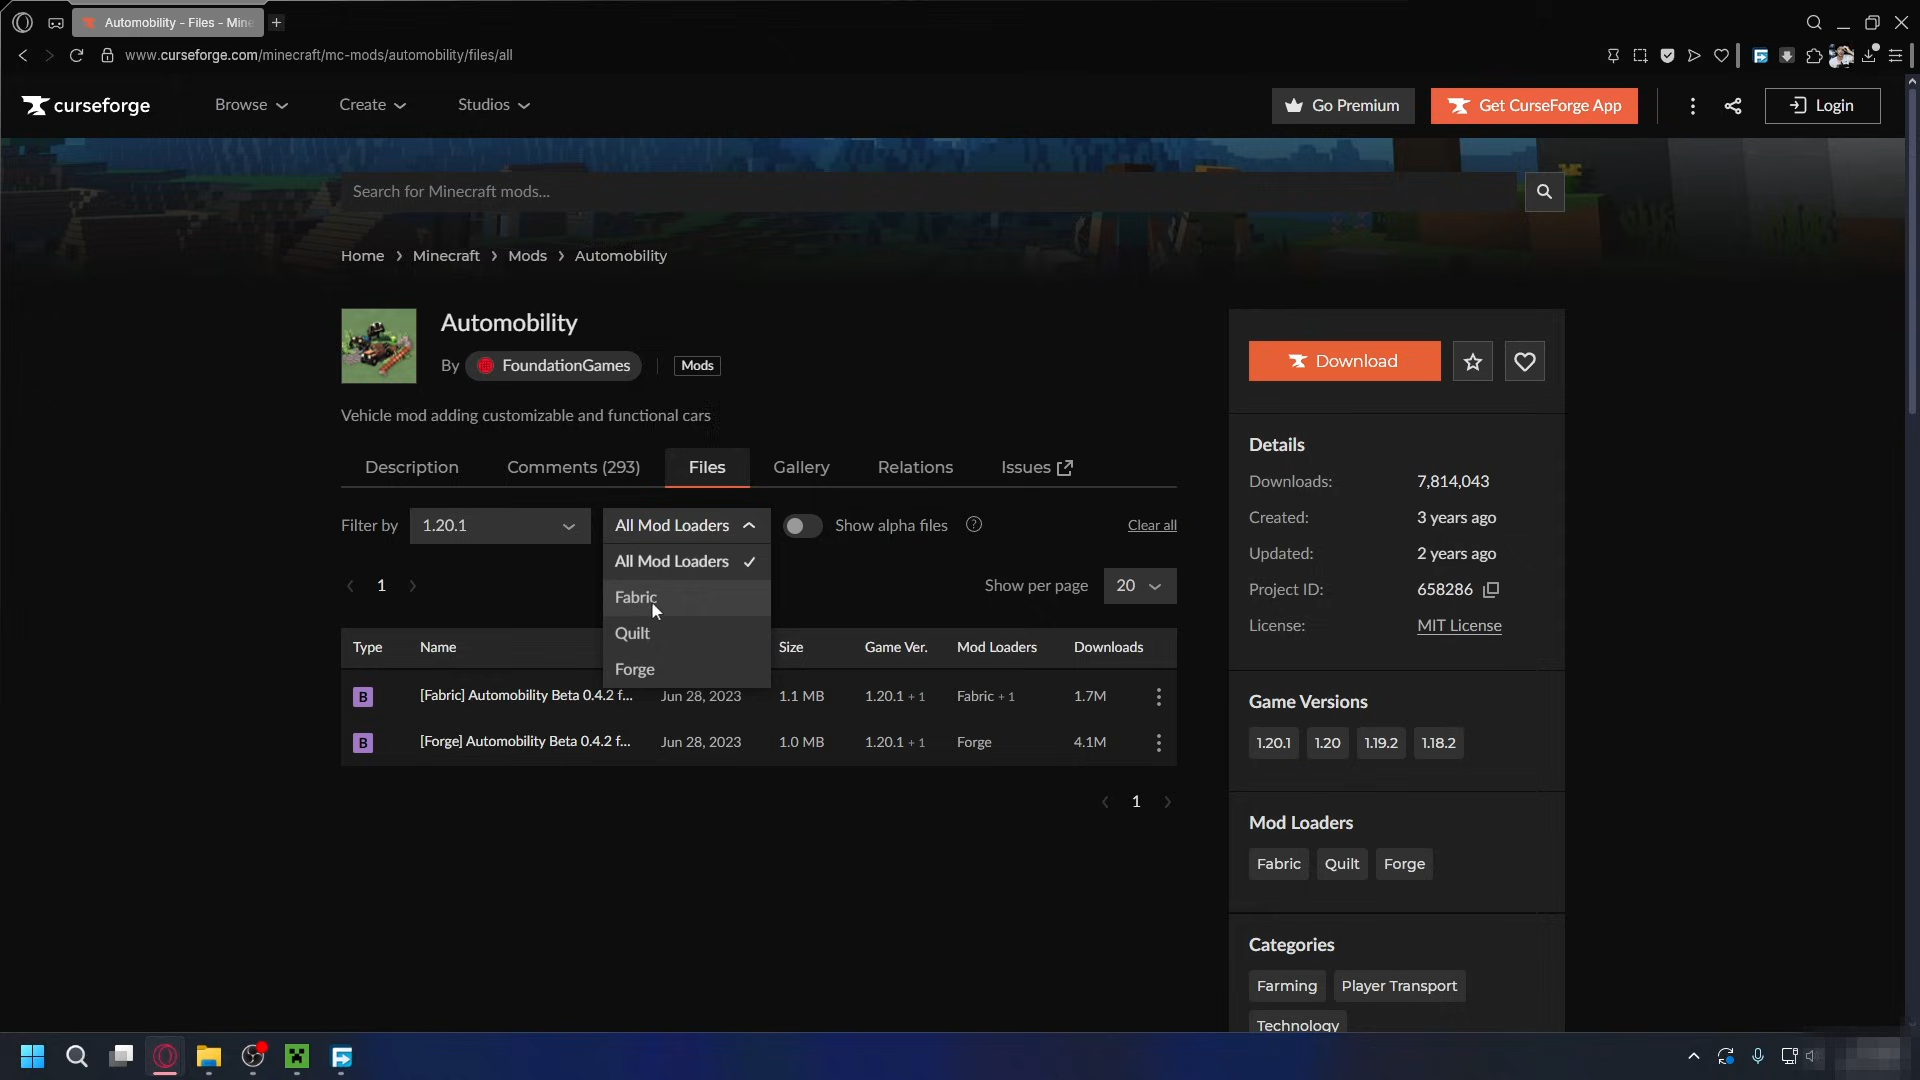 Automobility - Files - Mine
www.curseforge.com/minecraft/mc-mods/automobility/files/all
curseforge
Browse
Create
Studios
Go Premium
Get CurseForge App
Login
Search for Minecraft mods...
Home > Minecraft > Mods > Automobility
Automobility
By FoundationGames
Mods
Vehicle mod adding customizable and functional cars
Description
Comments (293)
Files
Gallery
Relations
Issues
Filter by
1.20.1
All Mod Loaders
Show alpha files
Clear all
All Mod Loaders
Fabric
Quilt
Forge
1
Show per page
20
Type Name Size Game Ver. Mod Loaders Downloads
B [Fabric] Automobility Beta 0.4.2 f... Jun 28, 2023 1.1 MB 1.20.1 + 1 Fabric + 1 1.7M
B [Forge] Automobility Beta 0.4.2 f... Jun 28, 2023 1.0 MB 1.20.1 + 1 Forge 4.1M
1
Download
Details
Downloads: 7,814,043
Created: 3 years ago
Updated: 2 years ago
Project ID: 658286
License: MIT License
Game Versions
1.20.1 1.20 1.19.2 1.18.2
Mod Loaders
Fabric Quilt Forge
Categories
Farming Player Transport
Technology